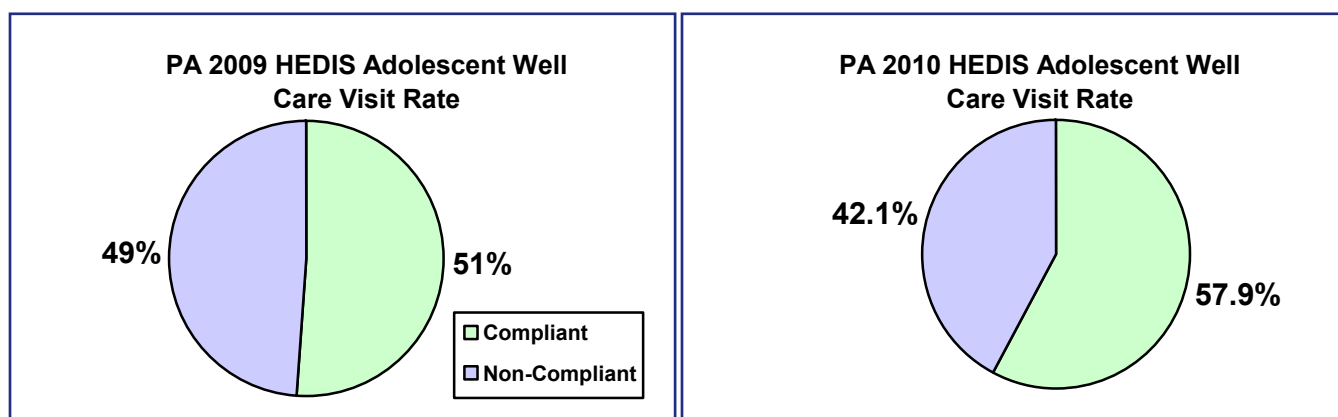 PA 2009 HEDIS Adolescent Well
Care Visit Rate
49%
51%
Compliant
Non-Compliant
PA 2010 HEDIS Adolescent Well
Care Visit Rate
42.1%
57.9%